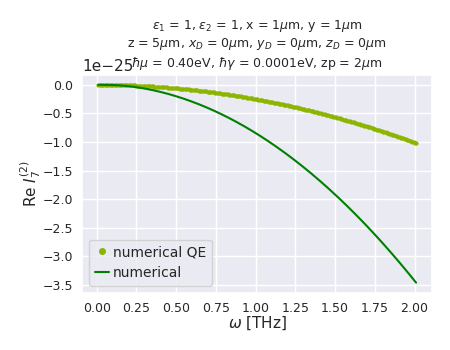 ε₁ = 1, ε₂ = 1, x = 1μm, y = 1μm
z = 5μm, x_D = 0μm, y_D = 0μm, z_D = 0μm
ħμ = 0.40eV, ħγ = 0.0001eV, zp = 2μm
1e−25
0.0
−0.5
−1.0
−1.5
−2.0
−2.5
−3.0
−3.5
Re I₇⁽²⁾
numerical QE
numerical
0.00 0.25 0.50 0.75 1.00 1.25 1.50 1.75 2.00
ω [THz]